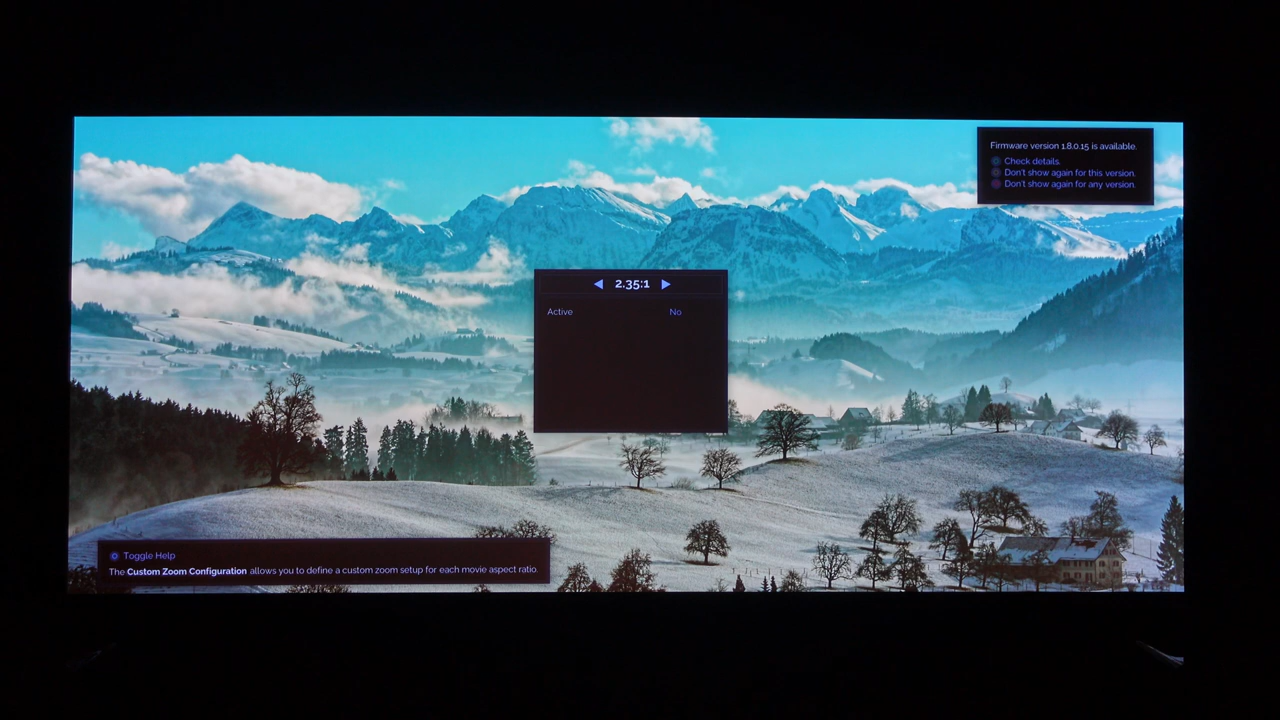 Firmware version 1.8.0.15 is available.
Check details.
Don't show again for this version.
Don't show again for any version.
2.35:1
Active No
Toggle Help
The Custom Zoom Configuration allows you to define a custom zoom setup for each movie aspect ratio.